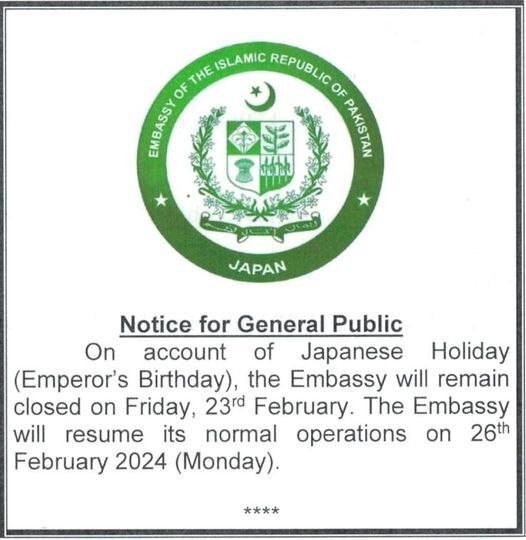 EMBASSY OF THE ISLAMIC REPUBLIC OF PAKISTAN
JAPAN
Notice for General Public
On account of Japanese Holiday
(Emperor's Birthday), the Embassy will remain
closed on Friday, 23rd February. The Embassy
will resume its normal operations on 26th
February 2024 (Monday).
****